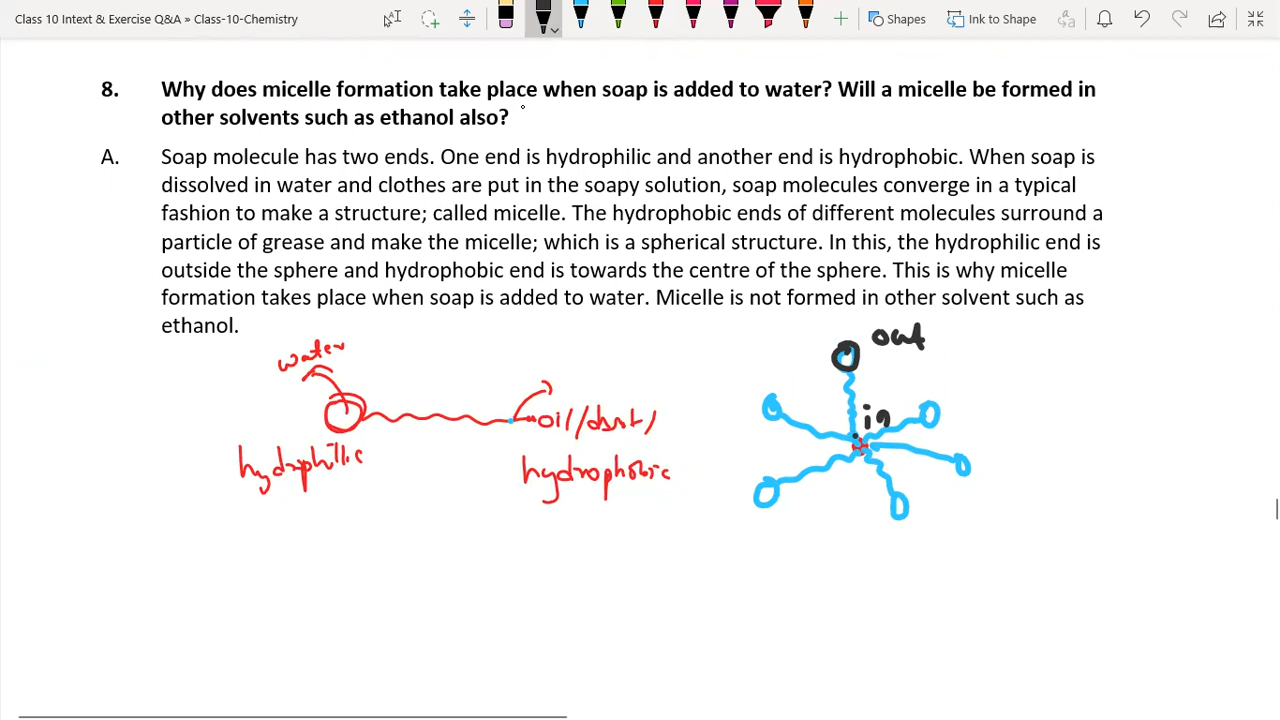 Class 10 Intext & Exercise Q&A » Class-10-Chemistry
Shapes
Ink to Shape
8. Why does micelle formation take place when soap is added to water? Will a micelle be formed in
other solvents such as ethanol also?
A. Soap molecule has two ends. One end is hydrophilic and another end is hydrophobic. When soap is
dissolved in water and clothes are put in the soapy solution, soap molecules converge in a typical
fashion to make a structure; called micelle. The hydrophobic ends of different molecules surround a
particle of grease and make the micelle; which is a spherical structure. In this, the hydrophilic end is
outside the sphere and hydrophobic end is towards the centre of the sphere. This is why micelle
formation takes place when soap is added to water. Micelle is not formed in other solvent such as
ethanol.
water
out
in
oil/
hydrophillic
hydrophobic